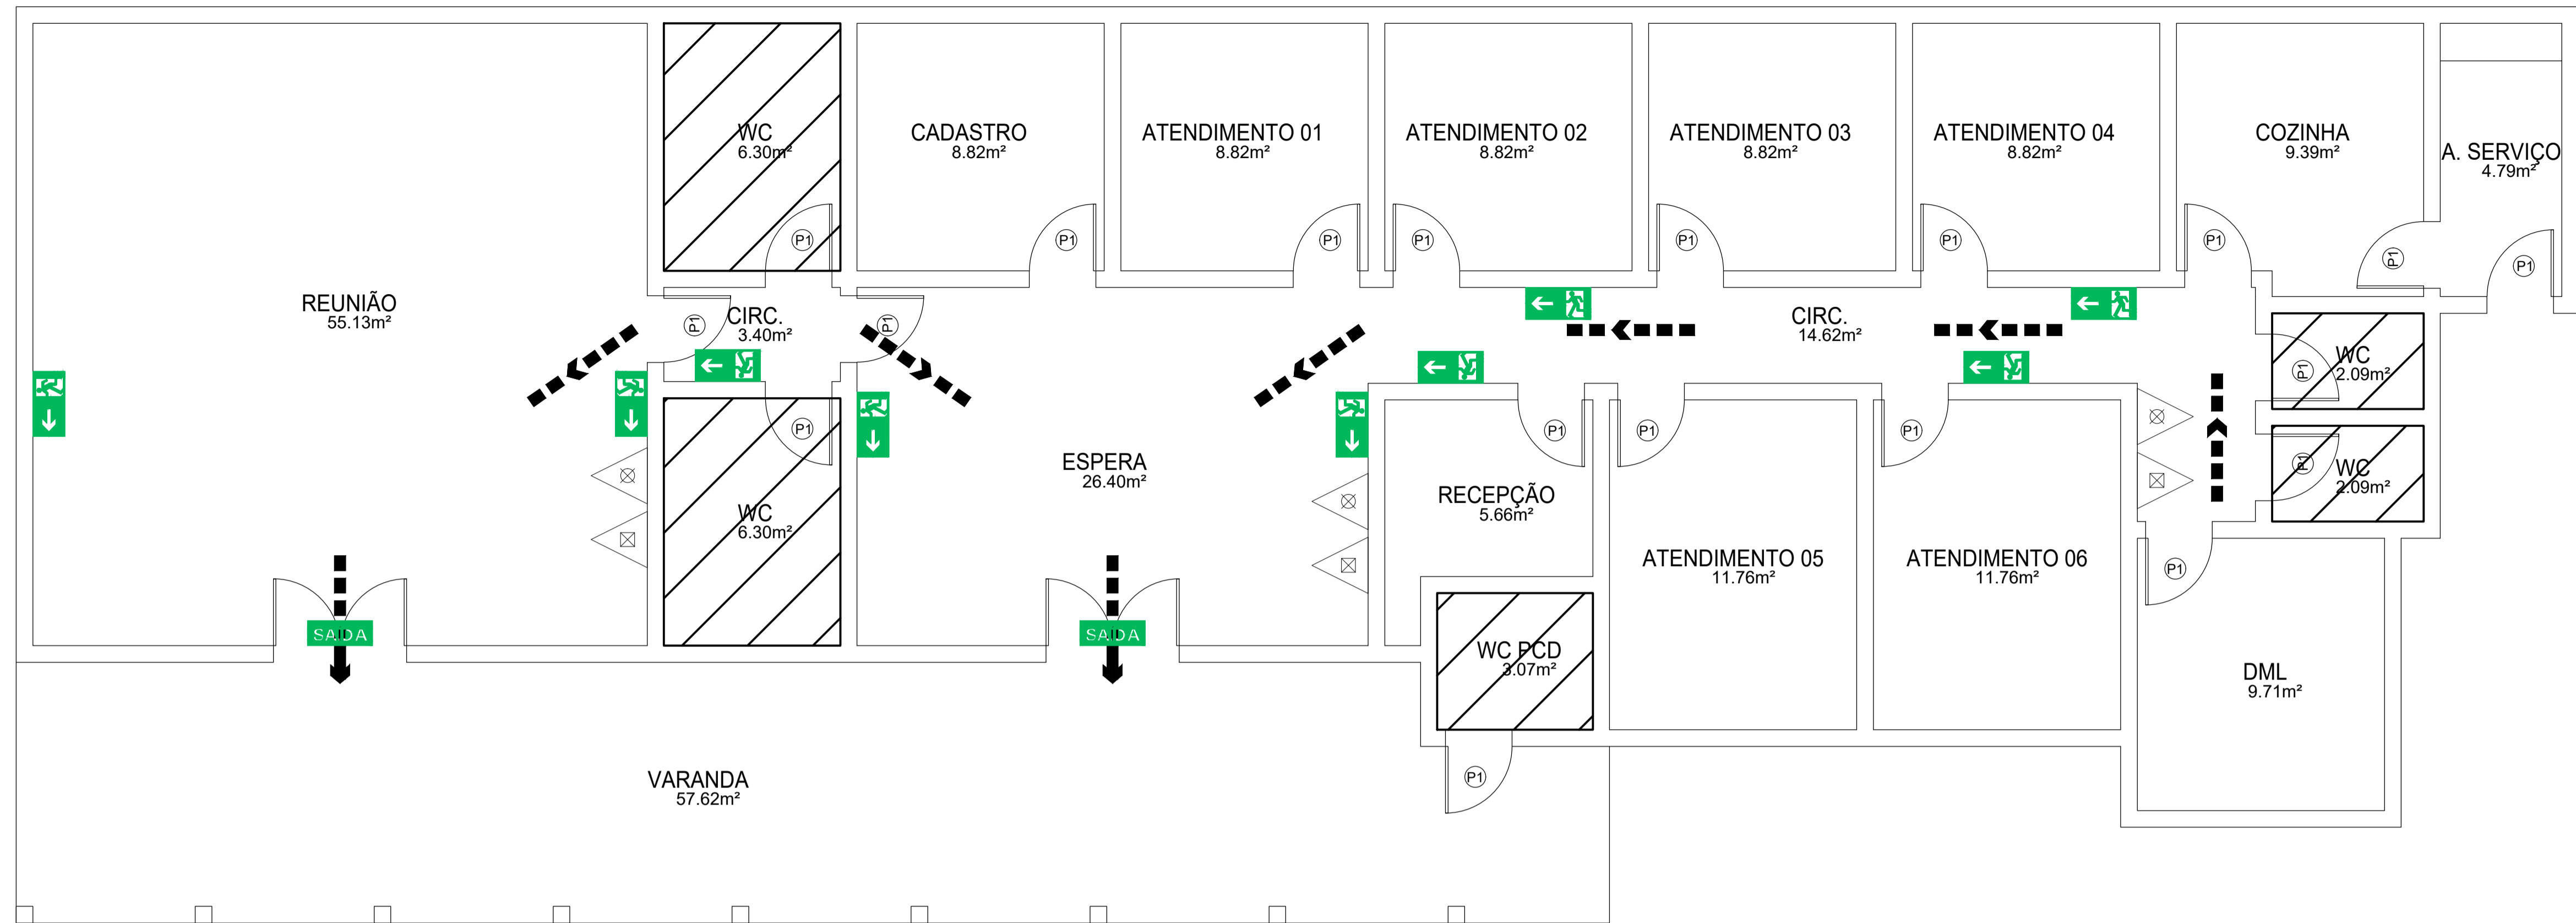 WC
6.30m²
CADASTRO
8.82m²
ATENDIMENTO 01
8.82m²
ATENDIMENTO 02
8.82m²
ATENDIMENTO 03
8.82m²
ATENDIMENTO 04
8.82m²
COZINHA
9.39m²
A. SERVIÇO
4.79m²
P1
P1
P1
P1
P1
P1
P1
P1
P1
REUNIÃO
55.13m²
P1
CIRC.
3.40m²
P1
CIRC.
14.62m²
P1
WC
2.09m²
P1
P1
P1
P1
P1
WC
2.09m²
ESPERA
26.40m²
RECEPÇÃO
5.66m²
WC
6.30m²
ATENDIMENTO 05
11.76m²
ATENDIMENTO 06
11.76m²
P1
SAÍDA
SAÍDA
WC PCD
3.07m²
DML
9.71m²
VARANDA
57.62m²
P1